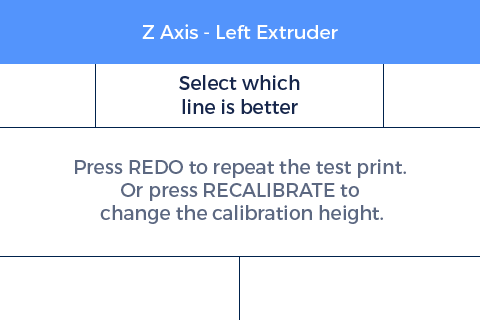 Z Axis - Left Extruder
Select which
line is better
Press REDO to repeat the test print.
Or press RECALIBRATE to
change the calibration height.